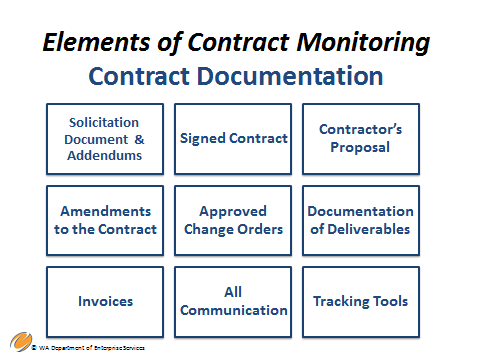 Elements of Contract Monitoring
Contract Documentation
Solicitation
Document &
Addendums
Signed Contract
Contractor's
Proposal
Amendments
to the Contract
Approved
Change Orders
Documentation
of Deliverables
Invoices
All
Communication
Tracking Tools
© WA Department of Enterprise Services